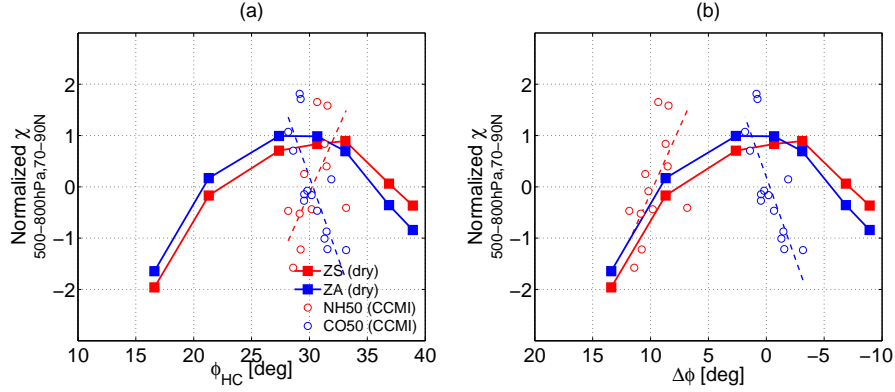 (a)
Normalized χ
500−800hPa,70−90N
2
1
0
−1
−2
10
15
20
25
30
35
40
ϕHC [deg]
ZS (dry)
ZA (dry)
NH50 (CCMI)
CO50 (CCMI)
(b)
Normalized χ
500−800hPa,70−90N
2
1
0
−1
−2
20
15
10
5
0
−5
−10
Δϕ [deg]